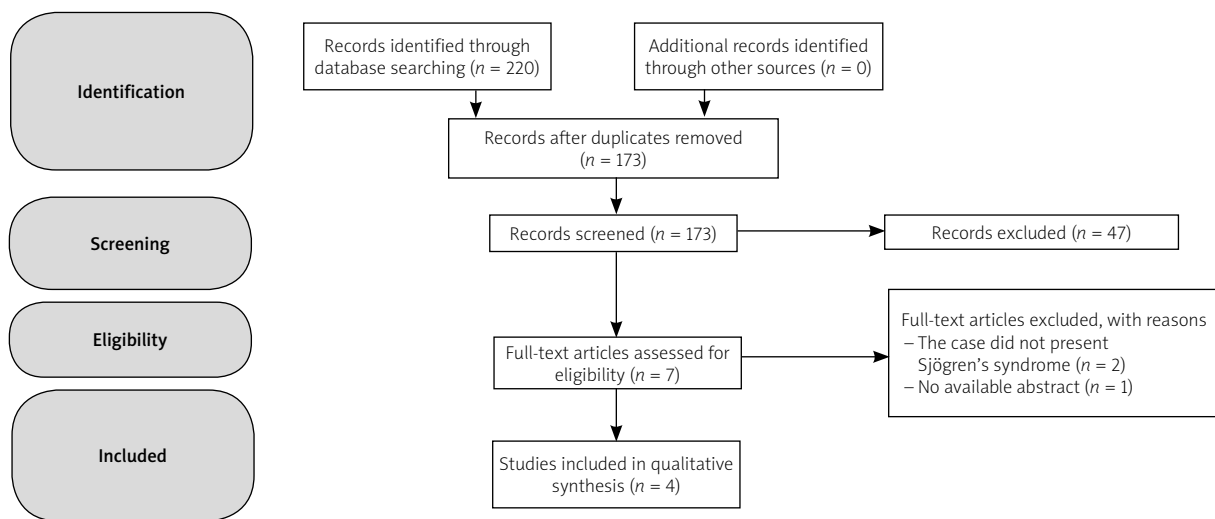 Identification
Records identified through
database searching (n = 220)
Additional records identified
through other sources (n = 0)
Records after duplicates removed
(n = 173)
Screening
Records screened (n = 173)
Records excluded (n = 47)
Eligibility
Full-text articles assessed for
eligibility (n = 7)
Full-text articles excluded, with reasons
– The case did not present
Sjögren’s syndrome (n = 2)
– No available abstract (n = 1)
Included
Studies included in qualitative
synthesis (n = 4)